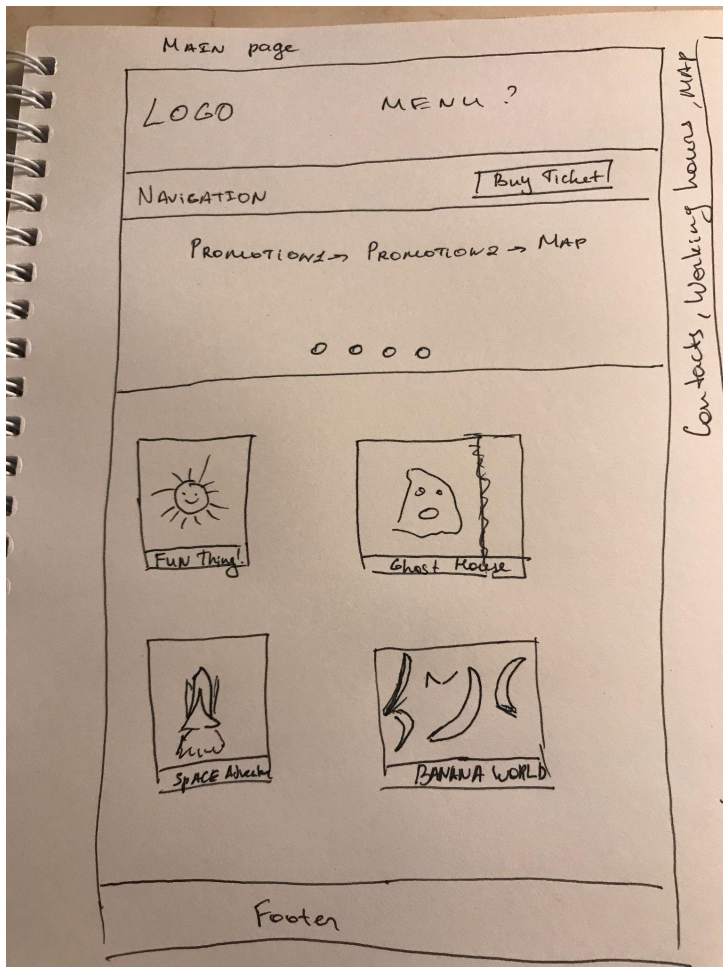 MAIN page
LOGO MENU ?
NAVIGATION Buy Ticket
PROMOTION1 → PROMOTION2 → MAP
FUN Thing!
Ghost House
SPACE
BANANA WORLD
Footer
Contacts, Working hours, MAP